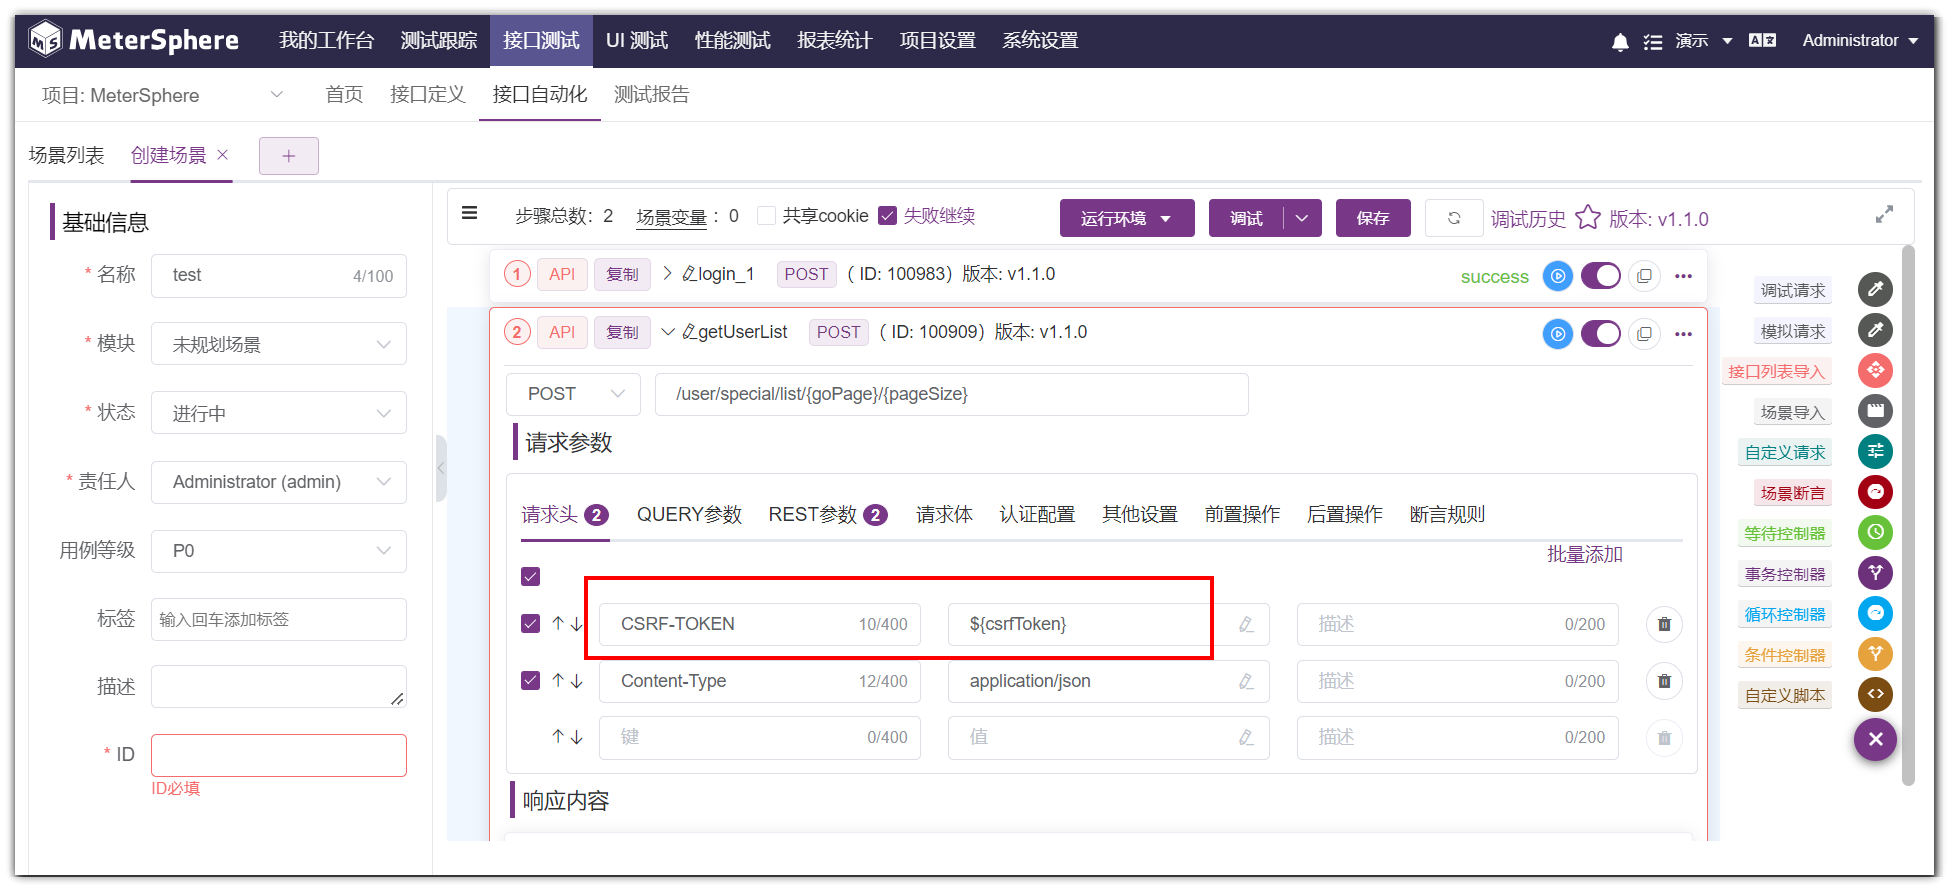 MeterSphere 我的工作台 测试跟踪 接口测试 UI 测试 性能测试 报表统计 项目设置 系统设置 演示 Administrator
项目: MeterSphere 首页 接口定义 接口自动化 测试报告
场景列表 创建场景 × +
基础信息
* 名称 test 4/100
* 模块 未规划场景
* 状态 进行中
* 责任人 Administrator (admin)
用例等级 P0
标签 输入回车添加标签
描述
* ID
ID必填
步骤总数: 2 场景变量 : 0 共享cookie 失败继续 运行环境 调试 保存 调试历史 版本: v1.1.0
1 API 复制 login_1 POST ( ID: 100983) 版本: v1.1.0 success
2 API 复制 getUserList POST ( ID: 100909) 版本: v1.1.0
POST /user/special/list/{goPage}/{pageSize}
请求参数
请求头 2 QUERY参数 REST参数 2 请求体 认证配置 其他设置 前置操作 后置操作 断言规则
批量添加
CSRF-TOKEN 10/400 ${csrfToken} 描述 0/200
Content-Type 12/400 application/json 描述 0/200
键 0/400 值 描述 0/200
响应内容
调试请求
模拟请求
接口列表导入
场景导入
自定义请求
场景断言
等待控制器
事务控制器
循环控制器
条件控制器
自定义脚本